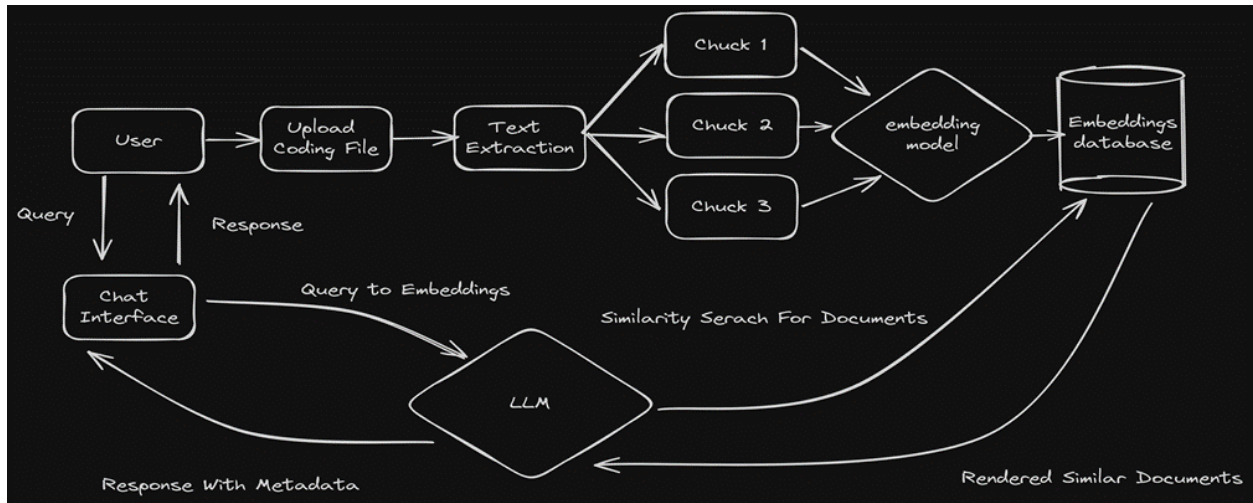 Chuck 1
User
Upload
Coding File
Text
Extraction
Chuck 2
embedding
model
Embeddings
database
Chuck 3
Query
Response
Chat
Interface
Query to Embeddings
Similarity Serach For Documents
LLM
Response With Metadata
Rendered Similar Documents